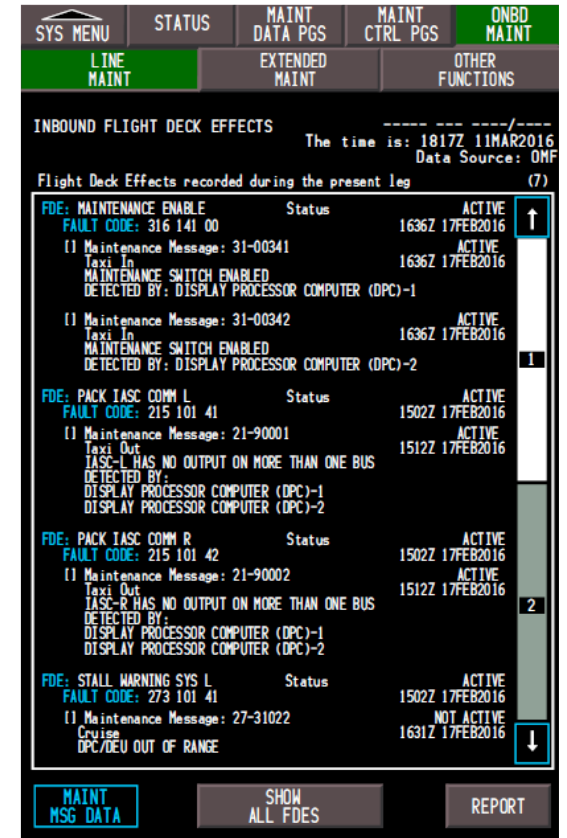 SYS MENU
STATUS
MAINT
DATA PGS
MAINT
CTRL PGS
ONBD
MAINT
LINE
MAINT
EXTENDED
MAINT
OTHER
FUNCTIONS
INBOUND FLIGHT DECK EFFECTS
----- --- ----/----
The time is: 1817Z 11MAR2016
Data Source: OMF
Flight Deck Effects recorded during the present leg (7)
FDE: MAINTENANCE ENABLE Status ACTIVE
FAULT CODE: 316 141 00 1636Z 17FEB2016
[] Maintenance Message: 31-00341 ACTIVE
Taxi In 1636Z 17FEB2016
MAINTENANCE SWITCH ENABLED
DETECTED BY: DISPLAY PROCESSOR COMPUTER (DPC)-1
[] Maintenance Message: 31-00342 ACTIVE
Taxi In 1636Z 17FEB2016
MAINTENANCE SWITCH ENABLED
DETECTED BY: DISPLAY PROCESSOR COMPUTER (DPC)-2
1
FDE: PACK IASC COMM L Status ACTIVE
FAULT CODE: 215 101 41 1502Z 17FEB2016
[] Maintenance Message: 21-90001 ACTIVE
Taxi Out 1512Z 17FEB2016
IASC-L HAS NO OUTPUT ON MORE THAN ONE BUS
DETECTED BY:
DISPLAY PROCESSOR COMPUTER (DPC)-1
DISPLAY PROCESSOR COMPUTER (DPC)-2
FDE: PACK IASC COMM R Status ACTIVE
FAULT CODE: 215 101 42 1502Z 17FEB2016
[] Maintenance Message: 21-90002 ACTIVE
Taxi Out 1512Z 17FEB2016
IASC-R HAS NO OUTPUT ON MORE THAN ONE BUS
2
DETECTED BY:
DISPLAY PROCESSOR COMPUTER (DPC)-1
DISPLAY PROCESSOR COMPUTER (DPC)-2
FDE: STALL WARNING SYS L Status ACTIVE
FAULT CODE: 273 101 41 1502Z 17FEB2016
[] Maintenance Message: 27-31022 NOT ACTIVE
Cruise 1631Z 17FEB2016
DPC/DEU OUT OF RANGE
MAINT
MSG DATA
SHOW
ALL FDES
REPORT